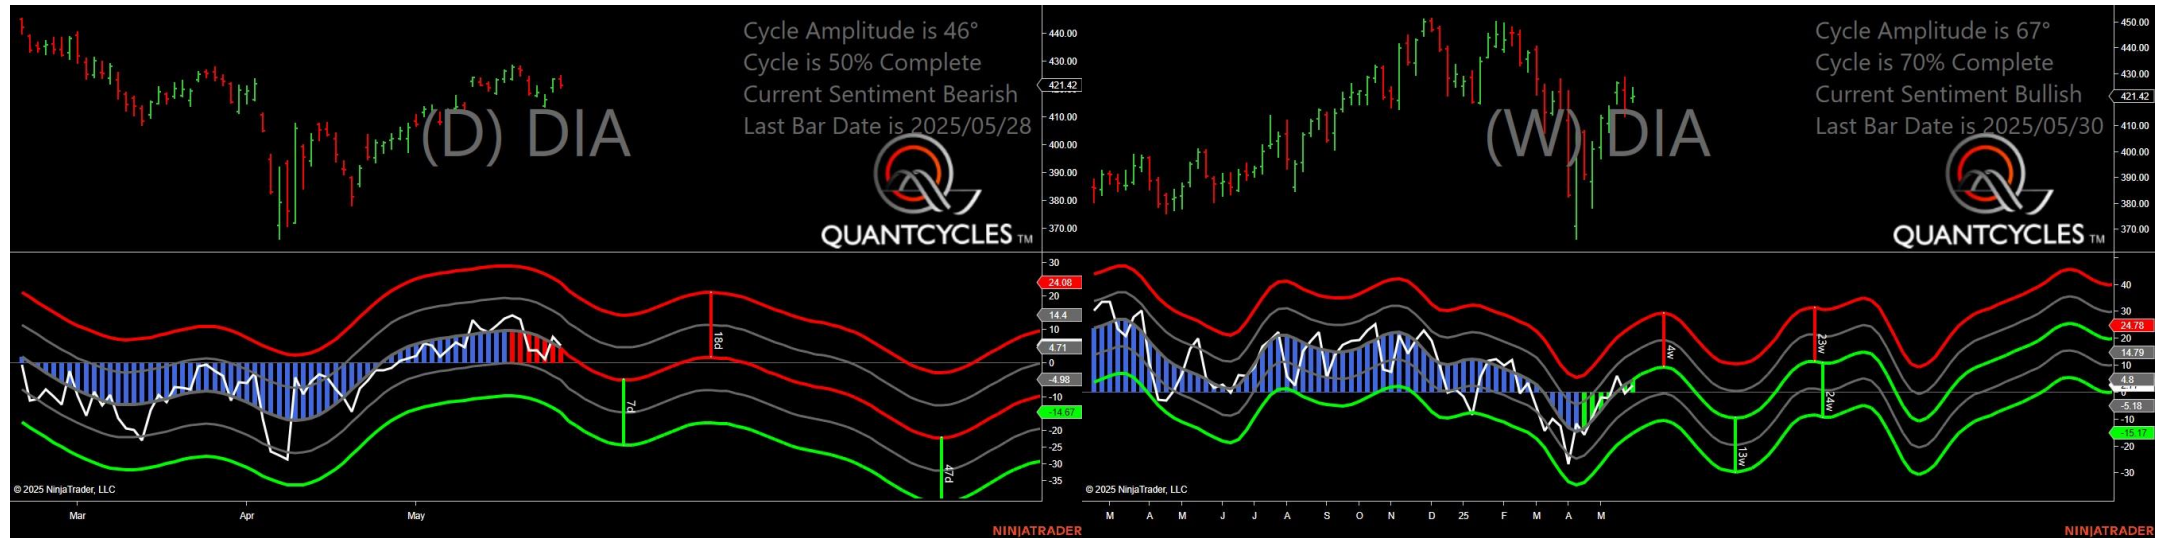 Cycle Amplitude is 46°
Cycle is 50% Complete
Current Sentiment Bearish
Last Bar Date is 2025/05/28
(D) DIA
QUANTCYCLES TM
440.00
430.00
421.42
410.00
400.00
390.00
380.00
370.00
30
24.08
20
14.4
10
4.71
0
-4.98
-10
-14.67
-20
-25
-30
-35
7d
18d
47d
© 2025 NinjaTrader, LLC
Mar Apr May
NINJATRADER
Cycle Amplitude is 67°
Cycle is 70% Complete
Current Sentiment Bullish
Last Bar Date is 2025/05/30
(W) DIA
QUANTCYCLES TM
450.00
440.00
430.00
421.42
410.00
400.00
390.00
380.00
370.00
40
30
24.78
20
14.79
10
4.8
0
-5.18
-10
-15.17
-20
-30
4w
13w
23w
24w
© 2025 NinjaTrader, LLC
M A M J J A S O N D 25 F M A M
NINJATRADER